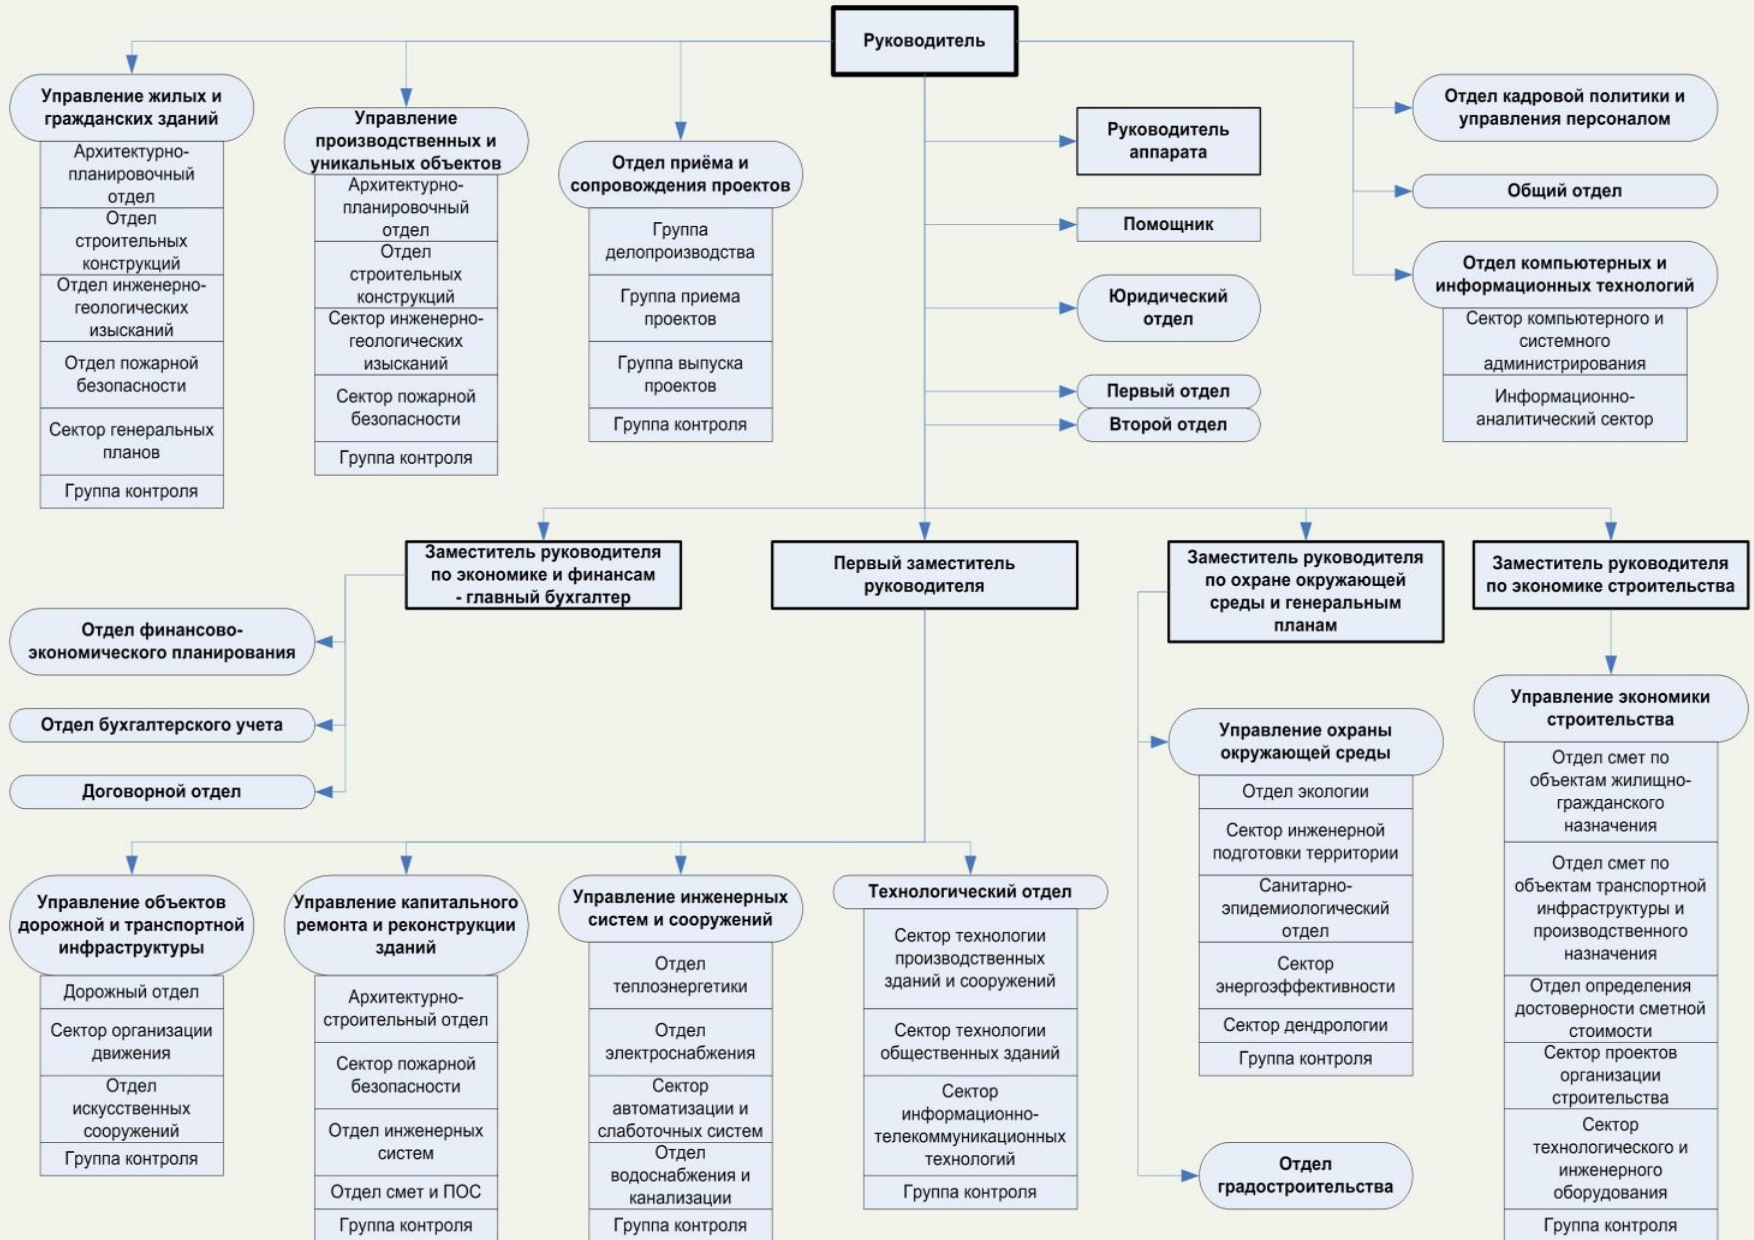 Руководитель
Управление жилых и
гражданских зданий
Архитектурно-
планировочный
отдел
Отдел
строительных
конструкций
Отдел инженерно-
геологических
изысканий
Отдел пожарной
безопасности
Сектор генеральных
планов
Группа контроля
Управление
производственных и
уникальных объектов
Архитектурно-
планировочный
отдел
Отдел
строительных
конструкций
Сектор инженерно-
геологических
изысканий
Сектор пожарной
безопасности
Группа контроля
Отдел приёма и
сопровождения проектов
Группа
делопроизводства
Группа приема
проектов
Группа выпуска
проектов
Группа контроля
Руководитель
аппарата
Помощник
Юридический
отдел
Первый отдел
Второй отдел
Отдел кадровой политики и
управления персоналом
Общий отдел
Отдел компьютерных и
информационных технологий
Сектор компьютерного и
системного
администрирования
Информационно-
аналитический сектор
Заместитель руководителя
по экономике и финансам
- главный бухгалтер
Первый заместитель
руководителя
Заместитель руководителя
по охране окружающей
среды и генеральным
планам
Заместитель руководителя
по экономике строительства
Отдел финансово-
экономического планирования
Отдел бухгалтерского учета
Договорной отдел
Управление объектов
дорожной и транспортной
инфраструктуры
Дорожный отдел
Сектор организации
движения
Отдел
искусственных
сооружений
Группа контроля
Управление капитального
ремонта и реконструкции
зданий
Архитектурно-
строительный отдел
Сектор пожарной
безопасности
Отдел инженерных
систем
Отдел смет и ПОС
Группа контроля
Управление инженерных
систем и сооружений
Отдел
теплоэнергетики
Отдел
электроснабжения
Сектор
автоматизации и
слаботочных систем
Отдел
водоснабжения и
канализации
Группа контроля
Технологический отдел
Сектор технологии
производственных
зданий и сооружений
Сектор технологии
общественных зданий
Сектор
информационно-
телекоммуникационных
технологий
Группа контроля
Управление охраны
окружающей среды
Отдел экологии
Сектор инженерной
подготовки территории
Санитарно-
эпидемиологический
отдел
Сектор
энергоэффективности
Сектор дендрологии
Группа контроля
Отдел
градостроительства
Управление экономики
строительства
Отдел смет по
объектам жилищно-
гражданского
назначения
Отдел смет по
объектам транспортной
инфраструктуры и
производственного
назначения
Отдел определения
достоверности сметной
стоимости
Сектор проектов
организации
строительства
Сектор
технологического и
инженерного
оборудования
Группа контроля